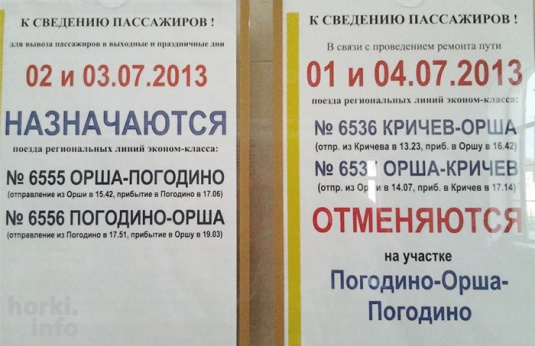 К СВЕДЕНИЮ ПАССАЖИРОВ !
для вывоза пассажиров в выходные и праздничные дни
02 и 03.07.2013
НАЗНАЧАЮТСЯ
поезда региональных линий эконом-класса:
№ 6555 ОРША-ПОГОДИНО
(отправление из Орши в 15.42, прибытие в Погодино в 17.06)
№ 6556 ПОГОДИНО-ОРША
(отправление из Погодино в 17.51, прибытие в Оршу в 19.03)
horki.
info
К СВЕДЕНИЮ ПАССАЖИРОВ !
В связи с проведением ремонта пути
01 и 04.07.2013
поезда региональных линий эконом-класса:
№ 6536 КРИЧЕВ-ОРША
(отпр. из Кричева в 13.23, приб. в Оршу в 16.42)
№ 6537 ОРША-КРИЧЕВ
(отпр. из Орши в 14.07, приб. в Кричев в 17.14)
ОТМЕНЯЮТСЯ
на участке
Погодино-Орша-
Погодино